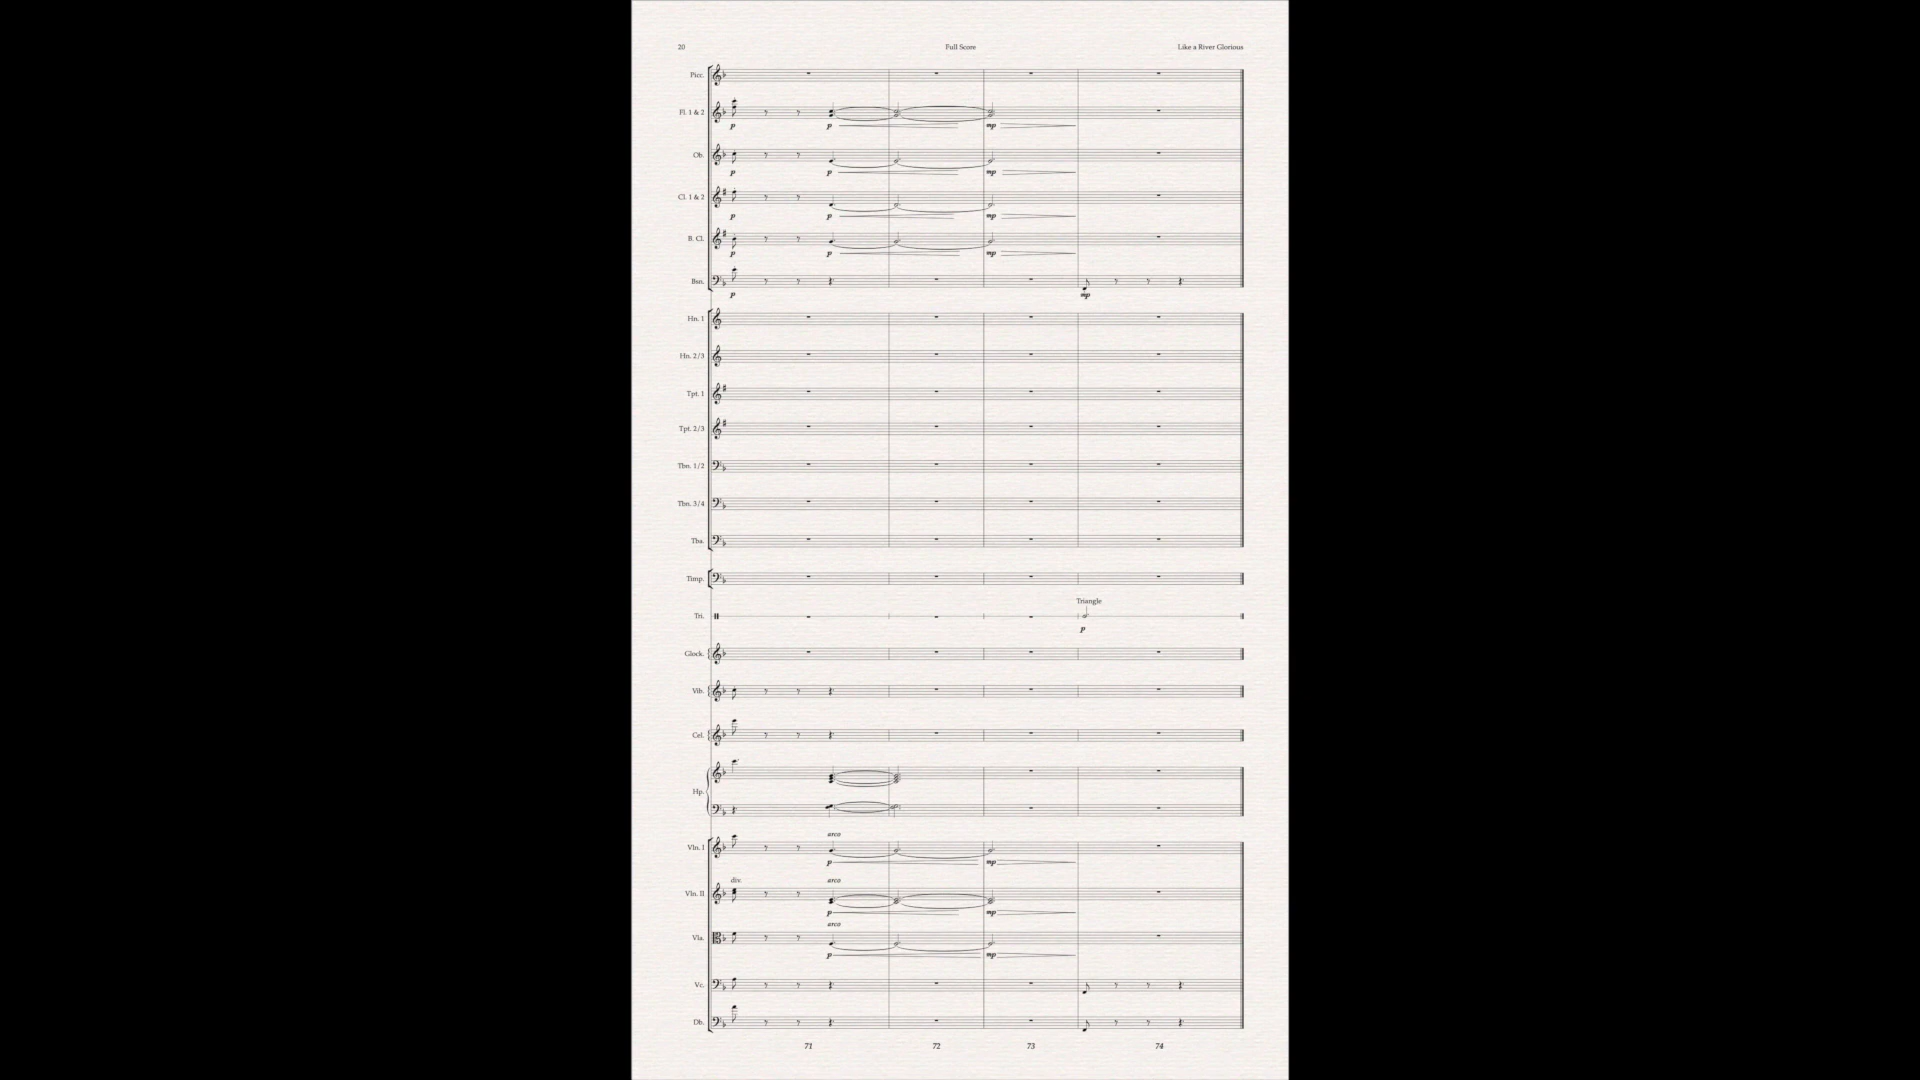 20 Full Score Like a River Glorious
Picc.
Fl. 1 & 2
p p mp
Ob.
p p mp
Cl. 1 & 2
p p mp
B. Cl.
p p mp
Bsn.
p mp
Hn. 1
Hn. 2/3
Tpt. 1
Tpt. 2/3
Tbn. 1/2
Tbn. 3/4
Tba.
Timp.
Triangle
Tri.
p
Glock.
Vib.
Cel.
Hp.
arco
Vln. I
p mp
div. arco
Vln. II
p mp
arco
Vla.
p mp
Vc.
Db.
71 72 73 74